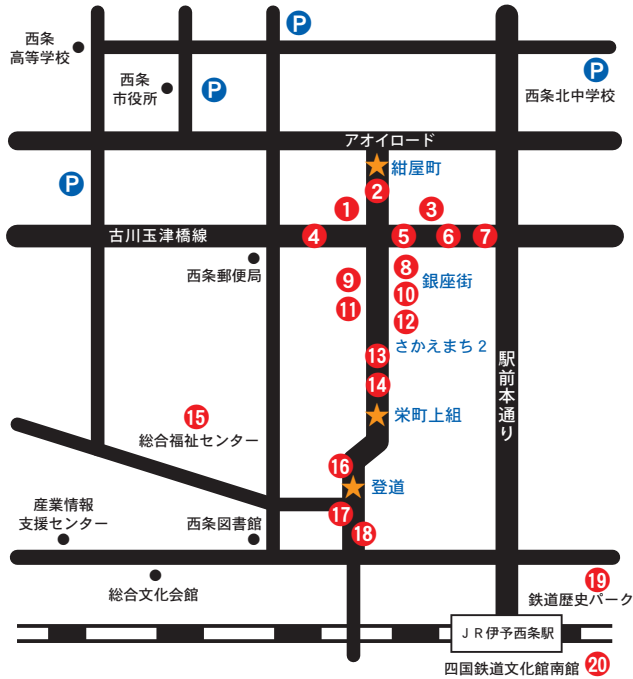 P
西条
高等学校
P
西条
市役所
P
西条北中学校
アオイロード
紺屋町
P
2
1
3
古川玉津橋線
4
5
6
7
西条郵便局
8
銀座街
9
10
11
12
さかえまち2
13
駅前本通り
14
栄町上組
15
総合福祉センター
16
登道
産業情報
支援センター
西条図書館
17
18
総合文化会館
19
鉄道歴史パーク
JR伊予西条駅
四国鉄道文化館南館
20